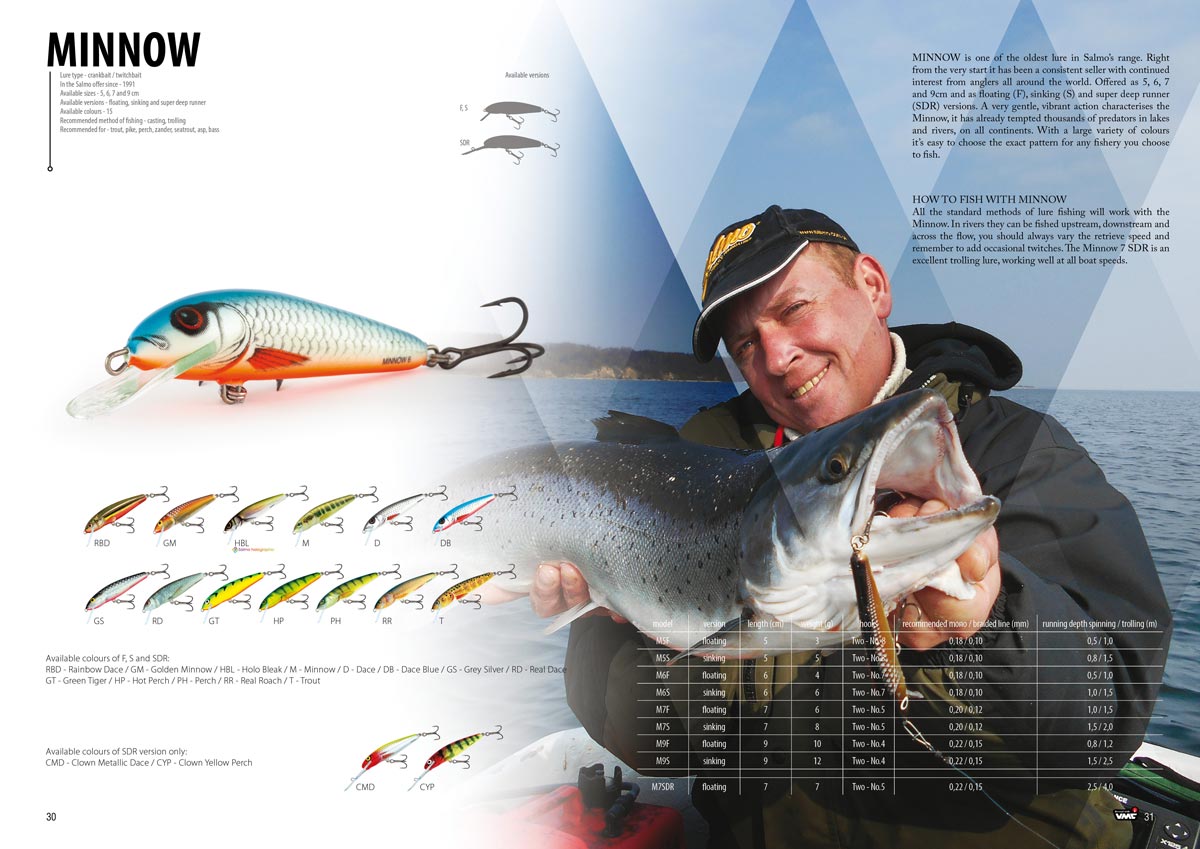 MINNOW
Lure type - crankbait / twitchbait
In the Salmo offer since - 1991
Available sizes - 5, 6, 7 and 9 cm
Available versions - floating, sinking and super deep runner
Available colours - 15
Recommended method of fishing - casting, trolling
Recommended for - trout, pike, perch, zander, seatrout, asp, bass
Available versions
F, S
SDR
MINNOW is one of the oldest lure in Salmo's range. Right
from the very start it has been a consistent seller with continued
interest from anglers all around the world. Offered as 5, 6, 7
and 9cm and as floating (F), sinking (S) and super deep runner
(SDR) versions. A very gentle, vibrant action characterises the
Minnow, it has already tempted thousands of predators in lakes
and rivers, on all continents. With a large variety of colours
it's easy to choose the exact pattern for any fishery you choose
to fish.
HOW TO FISH WITH MINNOW
All the standard methods of lure fishing will work with the
Minnow. In rivers they can be fished upstream, downstream and
across the flow, you should always vary the retrieve speed and
remember to add occasional twitches. The Minnow 7 SDR is an
excellent trolling lure, working well at all boat speeds.
MINNOW 6
RBD GM HBL M D DB
Salmo holographic
GS RD GT HP PH RR T
Available colours of F, S and SDR:
RBD - Rainbow Dace / GM - Golden Minnow / HBL - Holo Bleak / M - Minnow / D - Dace / DB - Dace Blue / GS - Grey Silver / RD - Real Dace
GT - Green Tiger / HP - Hot Perch / PH - Perch / RR - Real Roach / T - Trout
Available colours of SDR version only:
CMD - Clown Metallic Dace / CYP - Clown Yellow Perch
CMD CYP
model version length (cm) weight (g) hooks recommended mono / braided line (mm) running depth spinning / trolling (m)
M5F floating 5 3 Two - No.8 0,18 / 0,10 0,5 / 1,0
M5S sinking 5 5 Two - No. 0,18 / 0,10 0,8 / 1,5
M6F floating 6 4 Two - No.7 0,18 / 0,10 0,5 / 1,0
M6S sinking 6 6 Two - No.7 0,18 / 0,10 1,0 / 1,5
M7F floating 7 6 Two - No.5 0,20 / 0,12 1,0 / 1,5
M7S sinking 7 8 Two - No.5 0,20 / 0,12 1,5 / 2,0
M9F floating 9 10 Two - No.4 0,22 / 0,15 0,8 / 1,2
M9S sinking 9 12 Two - No.4 0,22 / 0,15 1,5 / 2,5
M7SDR floating 7 7 Two - No.5 0,22 / 0,15 2,5 / 4,0
30
VMC 31